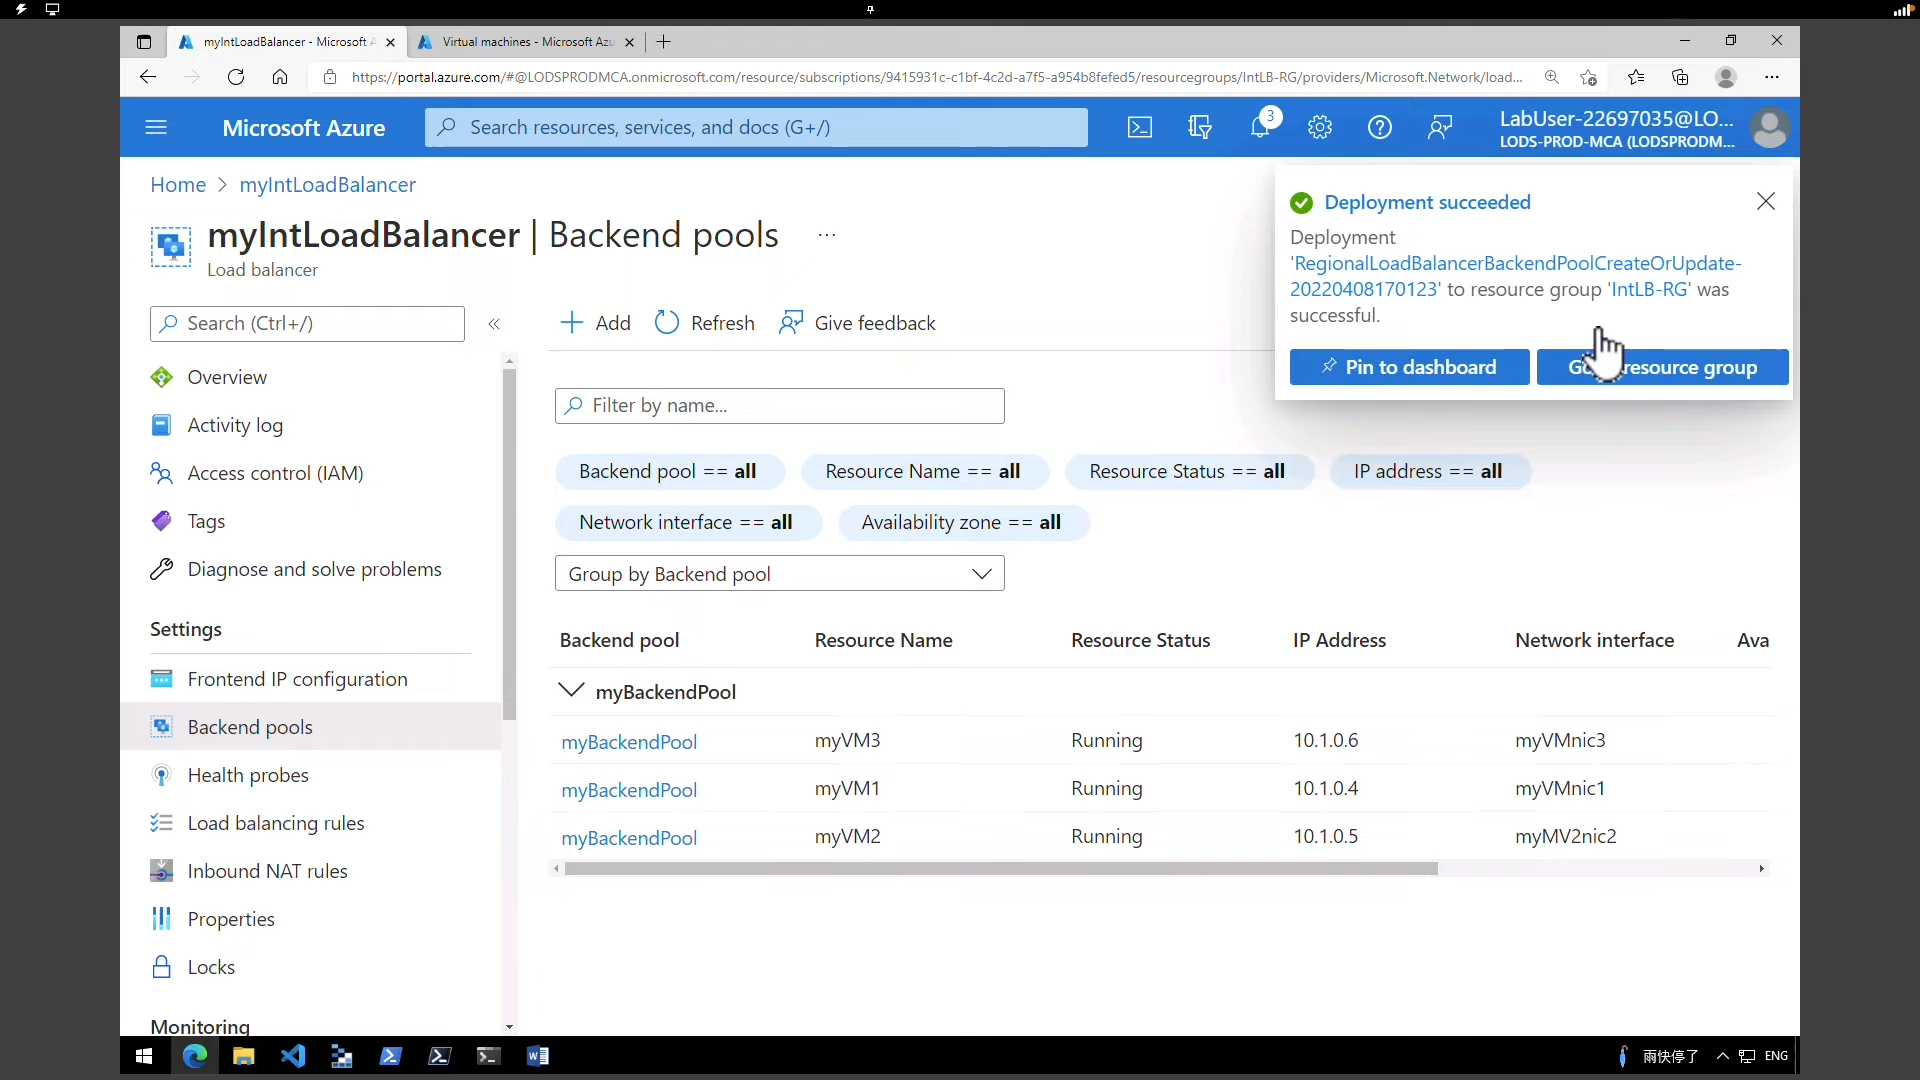 myIntLoadBalancer - Microsoft A
Virtual machines - Microsoft Azu
https://portal.azure.com/#@LODSPRODMCA.onmicrosoft.com/resource/subscriptions/9415931c-c1bf-4c2d-a7f5-a954b8fefed5/resourcegroups/IntLB-RG/providers/Microsoft.Network/load...
Microsoft Azure
Search resources, services, and docs (G+/)
3
LabUser-22697035@LO...
LODS-PROD-MCA (LODSPRODM...
Home > myIntLoadBalancer
myIntLoadBalancer | Backend pools ...
Load balancer
Deployment succeeded
Deployment
'RegionalLoadBalancerBackendPoolCreateOrUpdate-
20220408170123' to resource group 'IntLB-RG' was
successful.
Pin to dashboard
resource group
Search (Ctrl+/)
«
Overview
Activity log
Access control (IAM)
Tags
Diagnose and solve problems
Settings
Frontend IP configuration
Backend pools
Health probes
Load balancing rules
Inbound NAT rules
Properties
Locks
Monitoring
Add Refresh Give feedback
Filter by name...
Backend pool == all Resource Name == all Resource Status == all IP address == all
Network interface == all Availability zone == all
Group by Backend pool
Backend pool Resource Name Resource Status IP Address Network interface Ava
myBackendPool
myBackendPool myVM3 Running 10.1.0.6 myVMnic3
myBackendPool myVM1 Running 10.1.0.4 myVMnic1
myBackendPool myVM2 Running 10.1.0.5 myMV2nic2
雨快停了 ENG